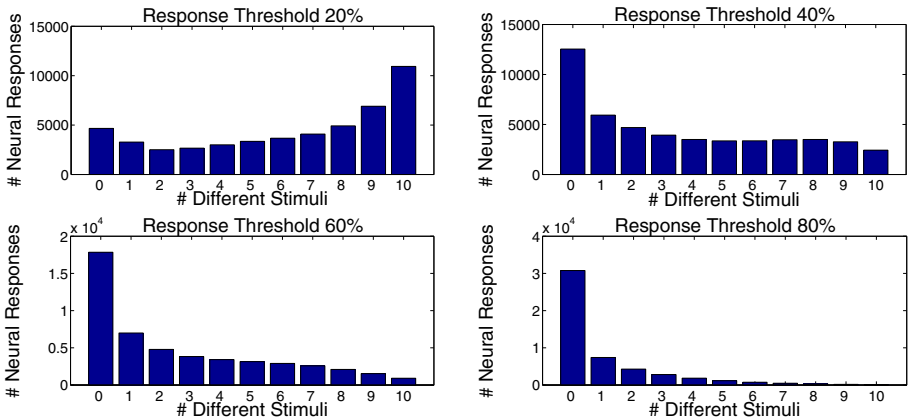 Response Threshold 20%
# Neural Responses
15000
10000
5000
0
0 1 2 3 4 5 6 7 8 9 10
# Different Stimuli
Response Threshold 40%
# Neural Responses
15000
10000
5000
0
0 1 2 3 4 5 6 7 8 9 10
# Different Stimuli
Response Threshold 60%
# Neural Responses
x 10^4
2
1.5
1
0.5
0
0 1 2 3 4 5 6 7 8 9 10
# Different Stimuli
Response Threshold 80%
# Neural Responses
x 10^4
4
3
2
1
0
0 1 2 3 4 5 6 7 8 9 10
# Different Stimuli